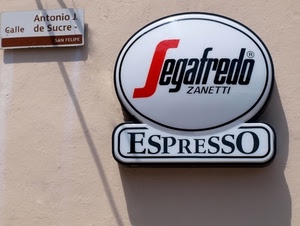 Antonio J.
Calle de Sucre -
SAN FELIPE
Segafredo®
ZANETTI
ESPRESSO